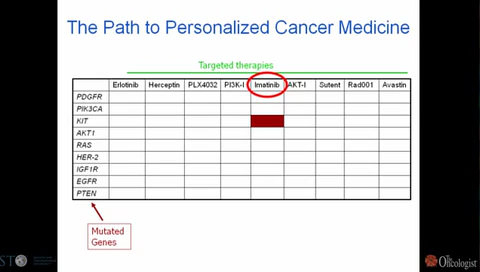 The Path to Personalized Cancer Medicine
Targeted therapies
Erlotinib Herceptin PLX4032 PI3K-I Imatinib AKT-I Sutent Rad001 Avastin
PDGFR
PIK3CA
KIT
AKT1
RAS
HER-2
IGF1R
EGFR
PTEN
Mutated
Genes
STO
The Oncologist